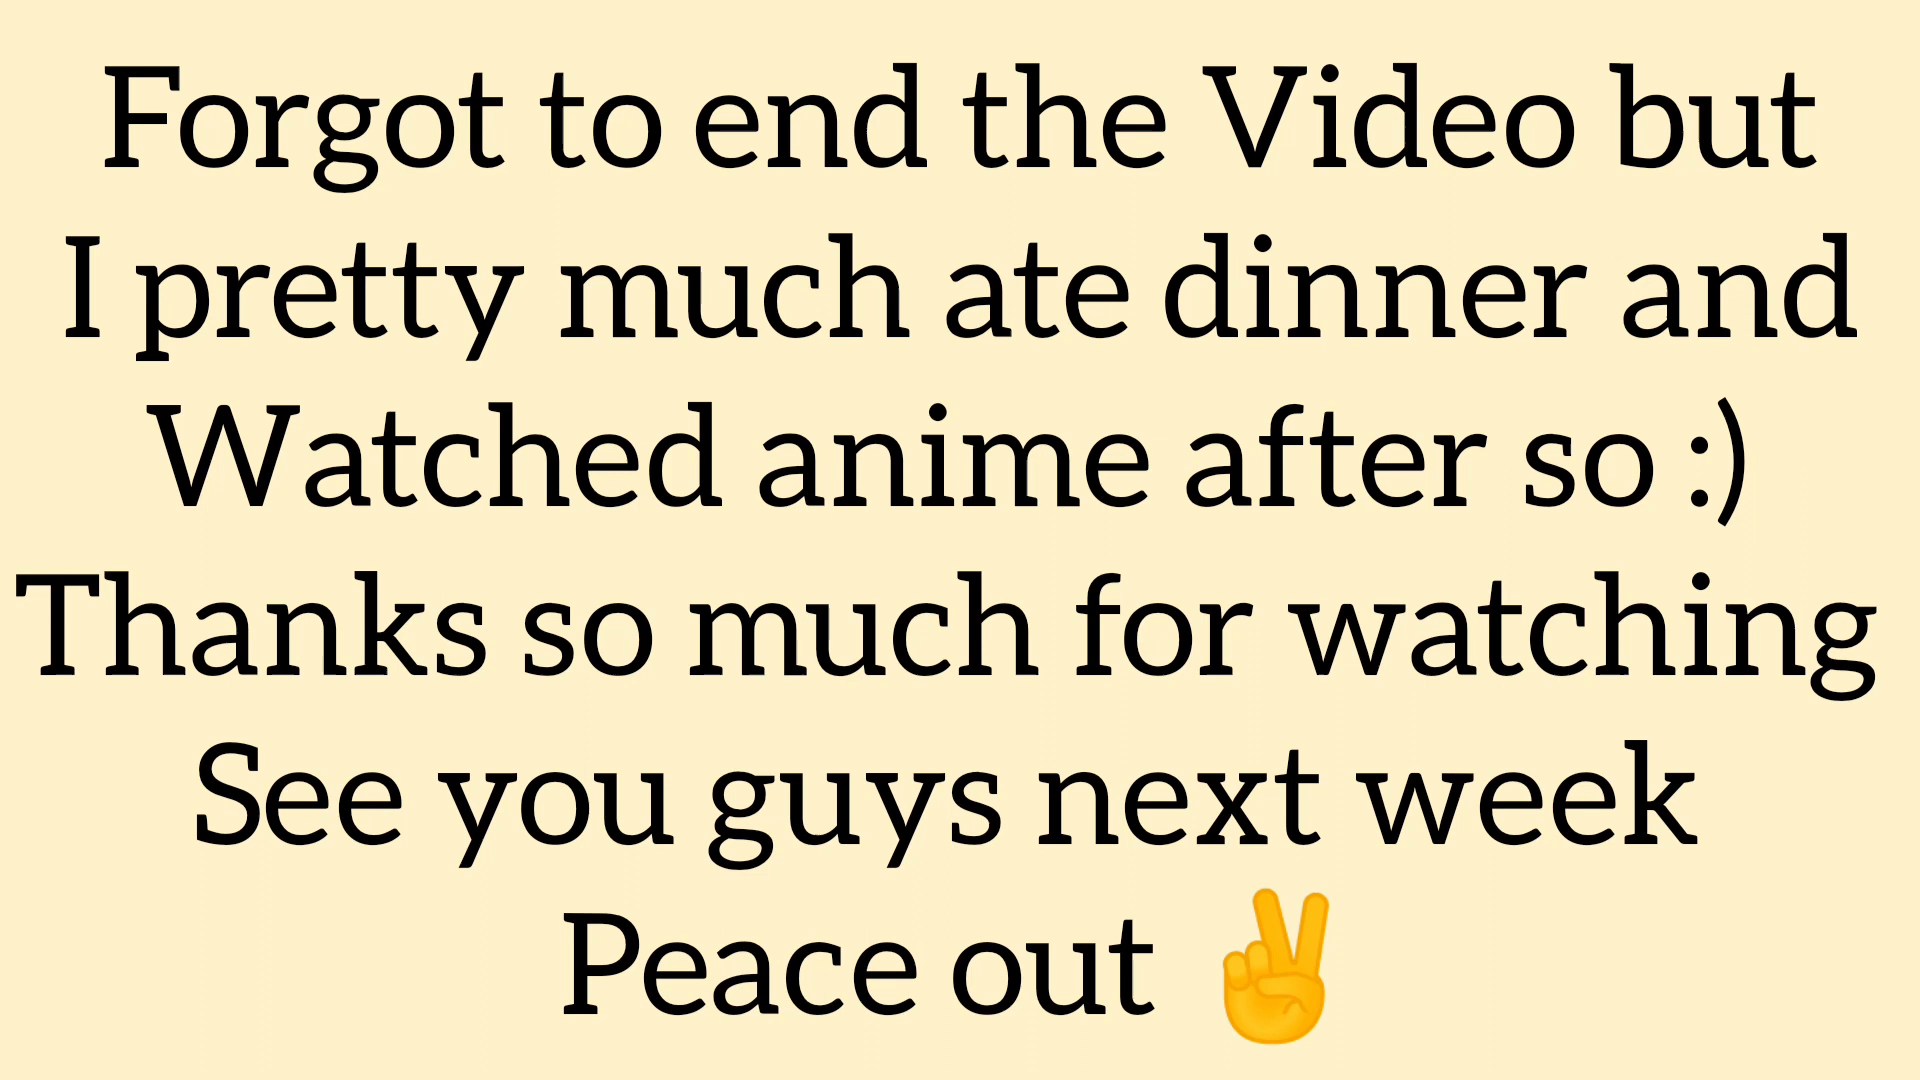 Forgot to end the Video but
I pretty much ate dinner and
Watched anime after so :)
Thanks so much for watching
See you guys next week
Peace out ✌